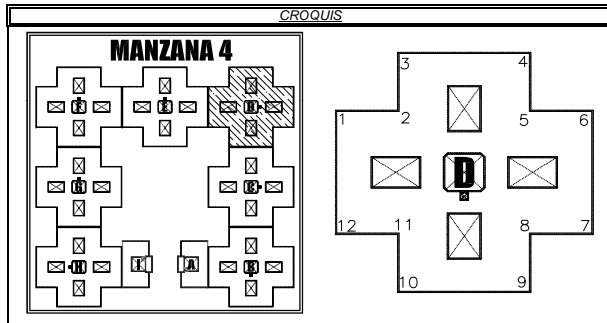 CROQUIS
MANZANA 4
F E D
G C
H I A B
D
3 4
1 2 5 6
12 11 8 7
10 9